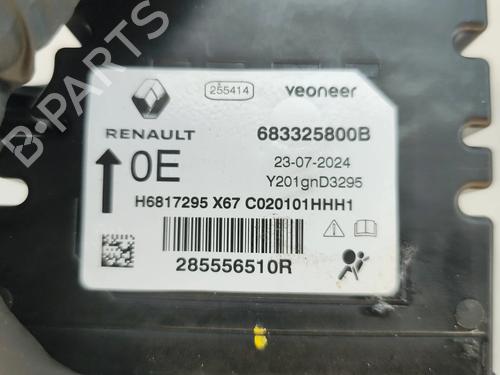 255414
veoneer
RENAULT
683325800B
0E
23-07-2024
Y201gnD3295
H6817295 X67 C020101HHH1
285556510R
B-PARTS